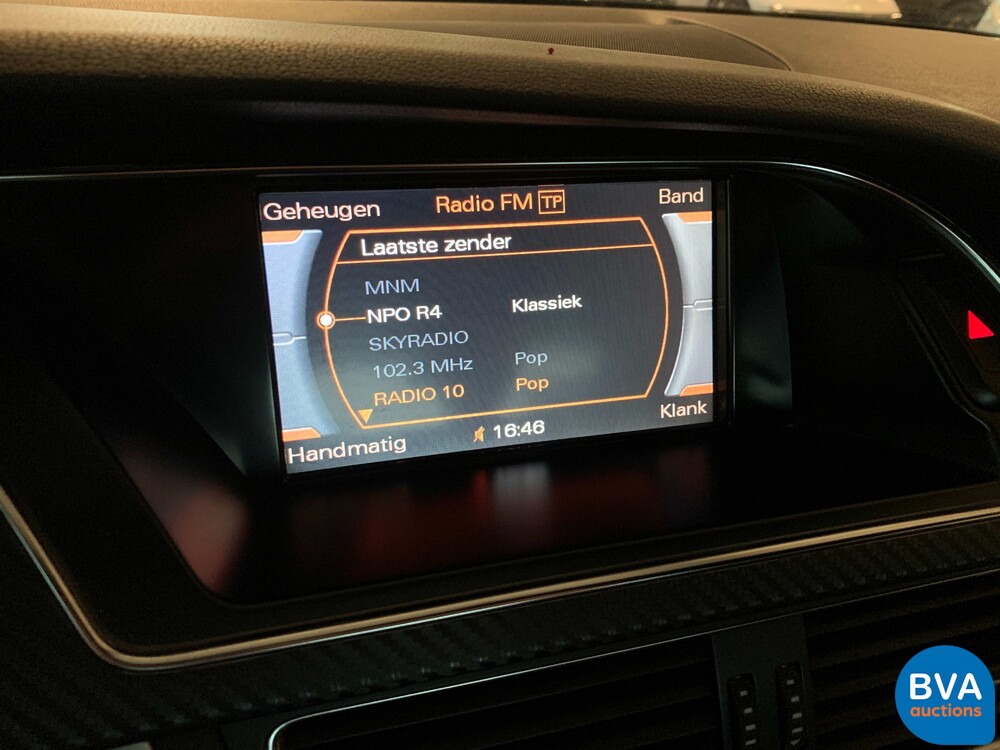 Geheugen Radio FM TP Band
Laatste zender
MNM
NPO R4 Klassiek
SKYRADIO
102.3 MHz Pop
RADIO 10 Pop
Handmatig 16:46 Klank
BVA
auctions